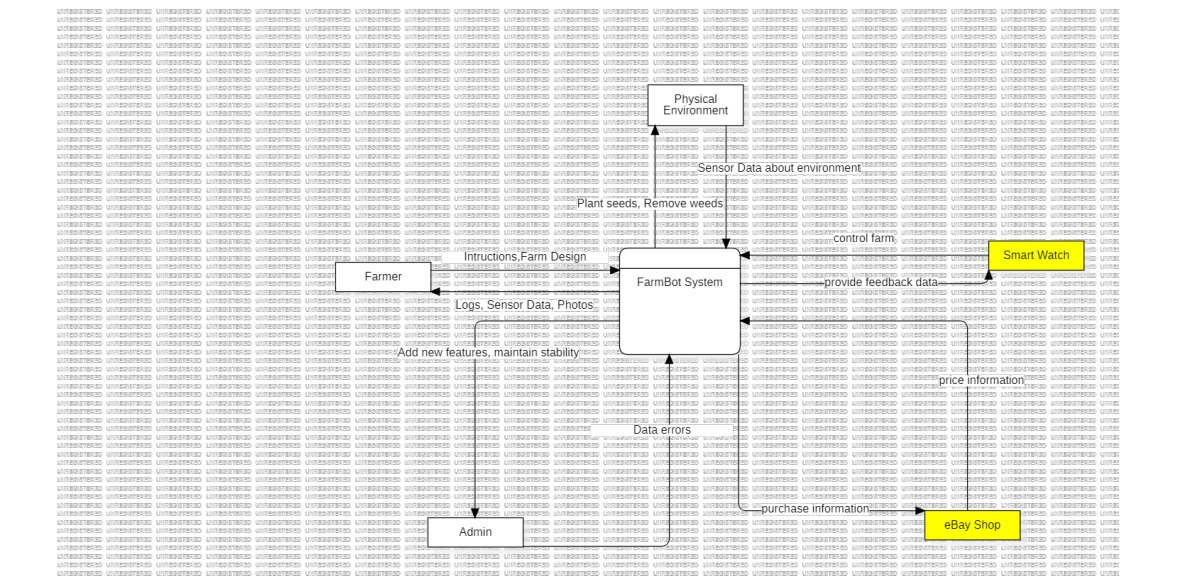 Physical
Environment
Sensor Data about environment
Plant seeds, Remove weeds
control farm
Intructions,Farm Design
Smart Watch
Farmer
FarmBot System
provide feedback data
Logs, Sensor Data, Photos
Add new features, maintain stability
price information
Data errors
purchase information
Admin
eBay Shop
UNREGISTERED